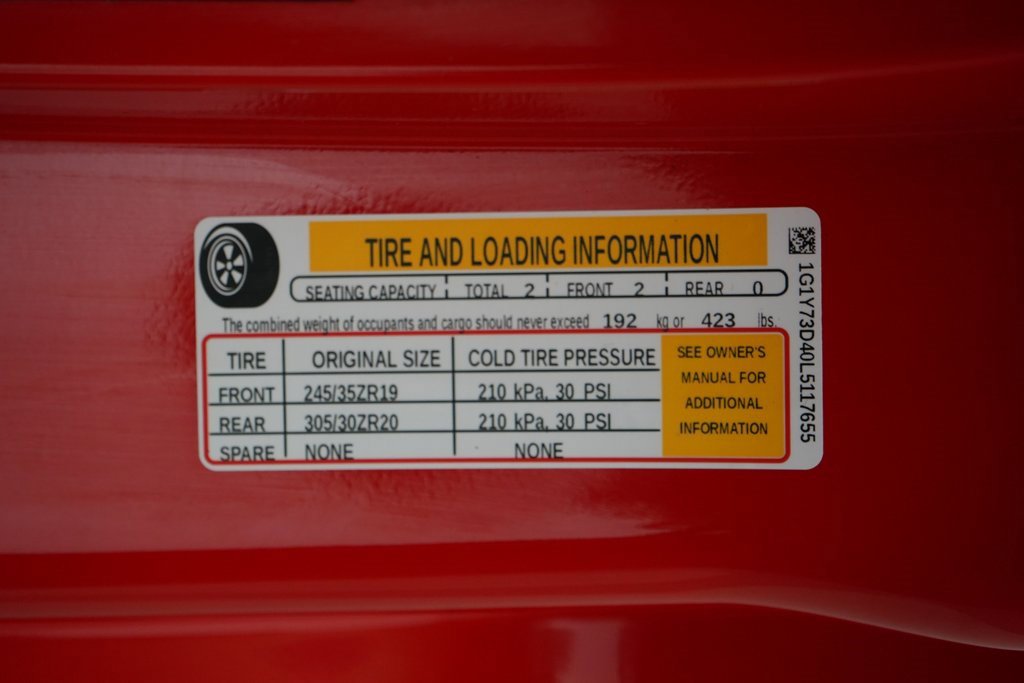 TIRE AND LOADING INFORMATION
SEATING CAPACITY TOTAL 2 FRONT 2 REAR 0
The combined weight of occupants and cargo should never exceed 192 kg or 423 lbs.
TIRE ORIGINAL SIZE COLD TIRE PRESSURE
FRONT 245/35ZR19 210 kPa, 30 PSI
REAR 305/30ZR20 210 kPa, 30 PSI
SPARE NONE NONE
SEE OWNER'S
MANUAL FOR
ADDITIONAL
INFORMATION
1G1Y73D40L5117655